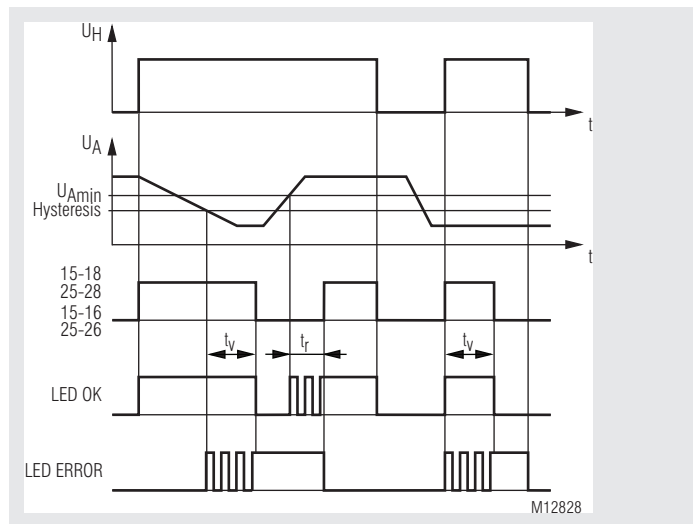 UH
t
UA
UAmin
Hysteresis
t
15-18
25-28
15-16
25-26
tv
tr
tv
LED OK
LED ERROR
M12828